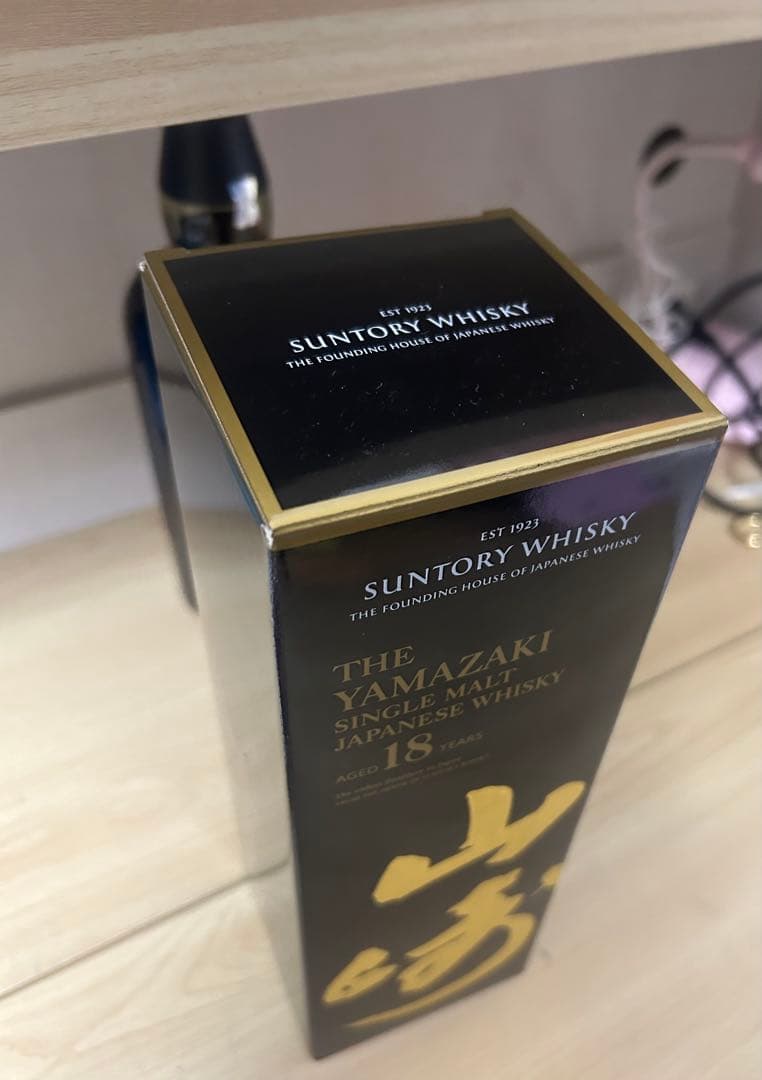 EST 1923
SUNTORY WHISKY
THE FOUNDING HOUSE OF JAPANESE WHISKY
EST 1923
SUNTORY WHISKY
THE FOUNDING HOUSE OF JAPANESE WHISKY
THE
YAMAZAKI
SINGLE MALT
JAPANESE WHISKY
AGED 18 YEARS
山
崎